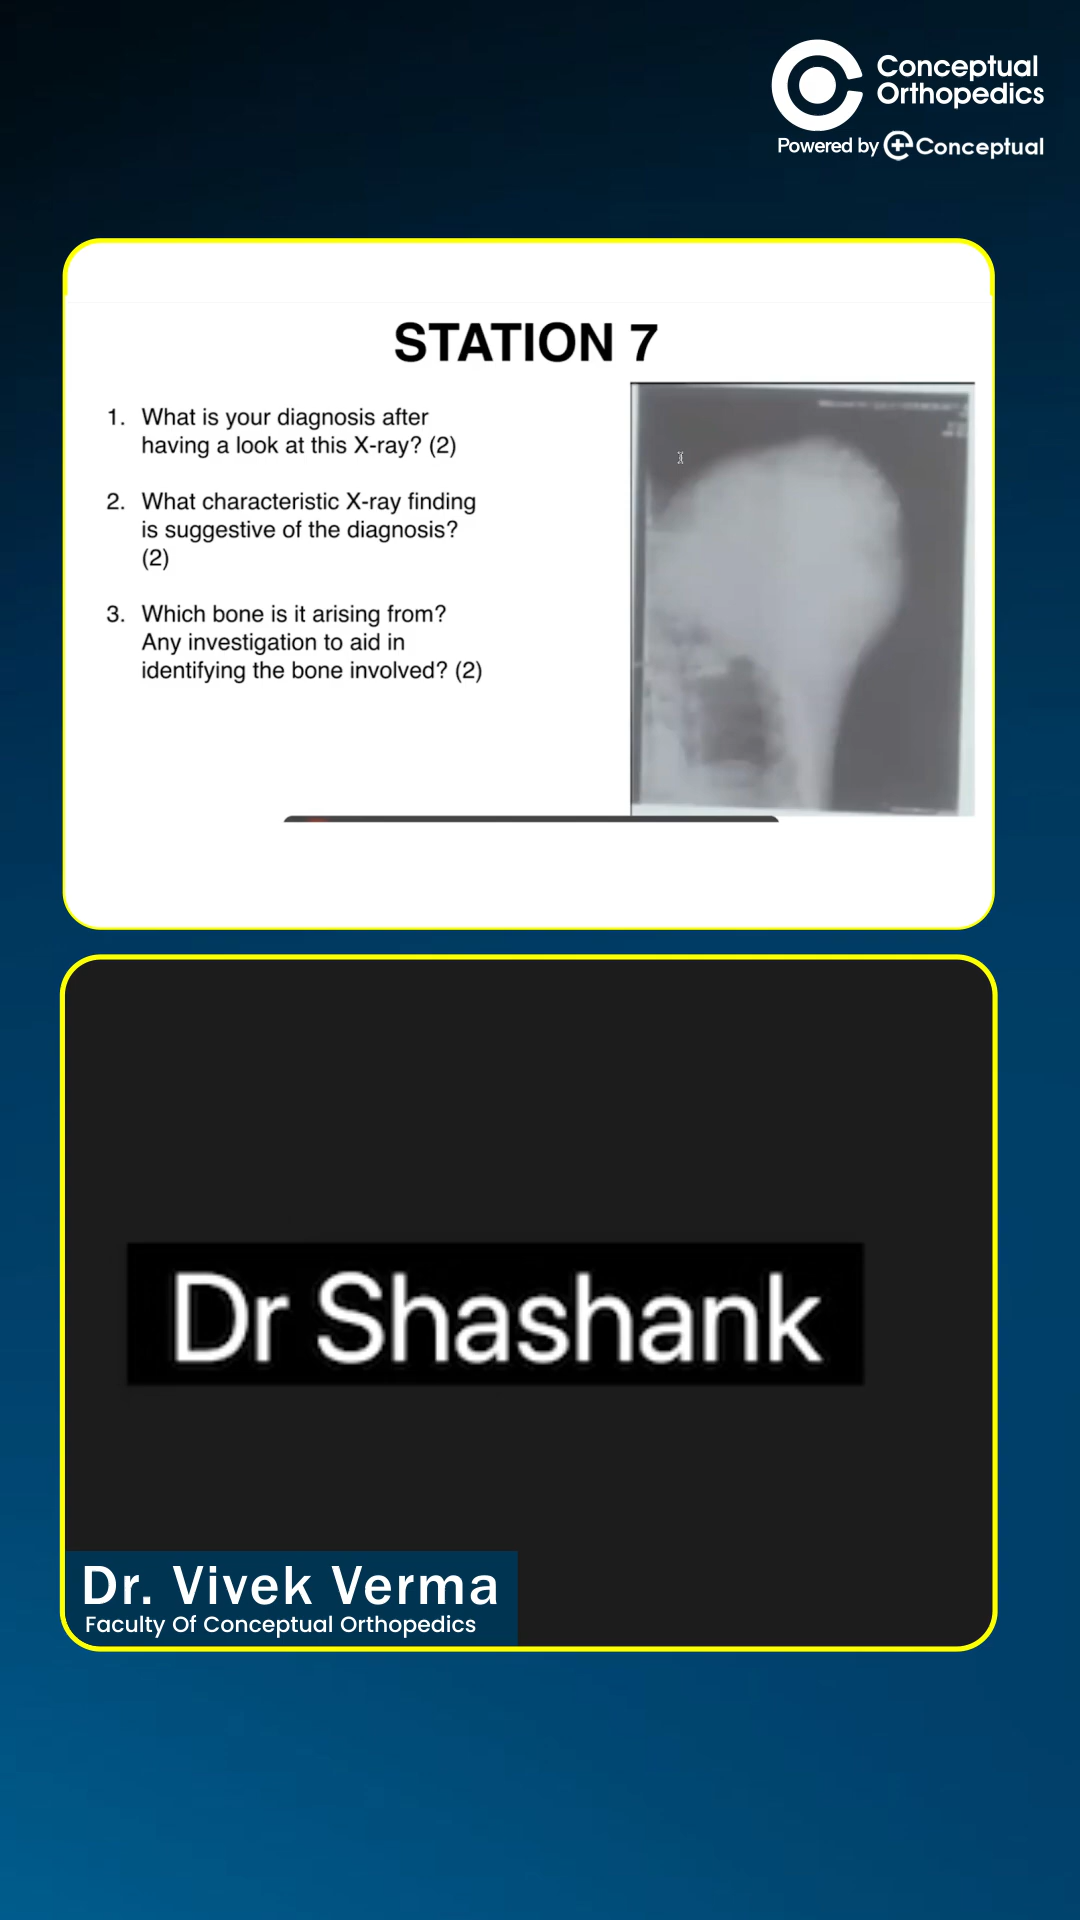 Conceptual
Orthopedics
Powered by Conceptual
STATION 7
1. What is your diagnosis after
having a look at this X-ray? (2)
2. What characteristic X-ray finding
is suggestive of the diagnosis?
(2)
3. Which bone is it arising from?
Any investigation to aid in
identifying the bone involved? (2)
Dr Shashank
Dr. Vivek Verma
Faculty Of Conceptual Orthopedics